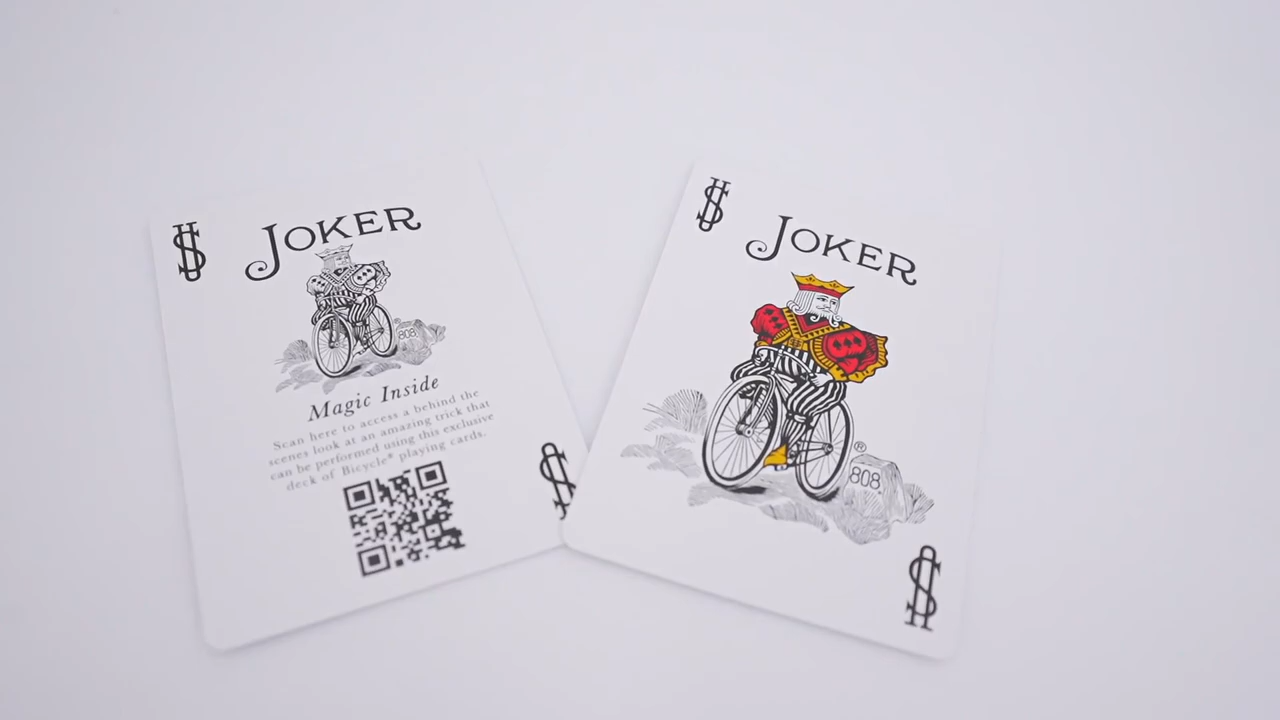 JOKER
808
Magic Inside
Scan here to access a behind the
scenes look at an amazing trick that
can be performed using this exclusive
deck of Bicycle® playing cards.
JOKER
®
808